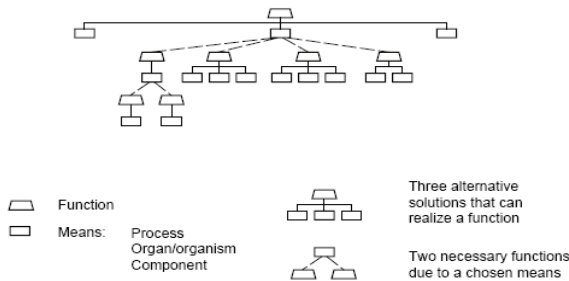 Function
Means: Process
Organ/organism
Component
Three alternative
solutions that can
realize a function
Two necessary functions
due to a chosen means